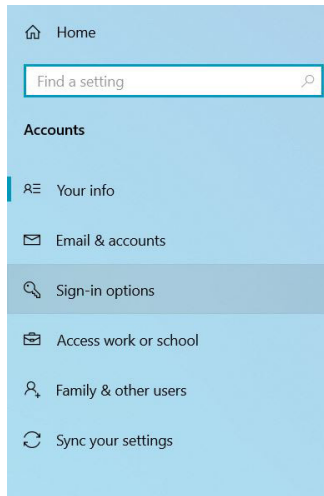 Home
Find a setting
Accounts
Your info
Email & accounts
Sign-in options
Access work or school
Family & other users
Sync your settings